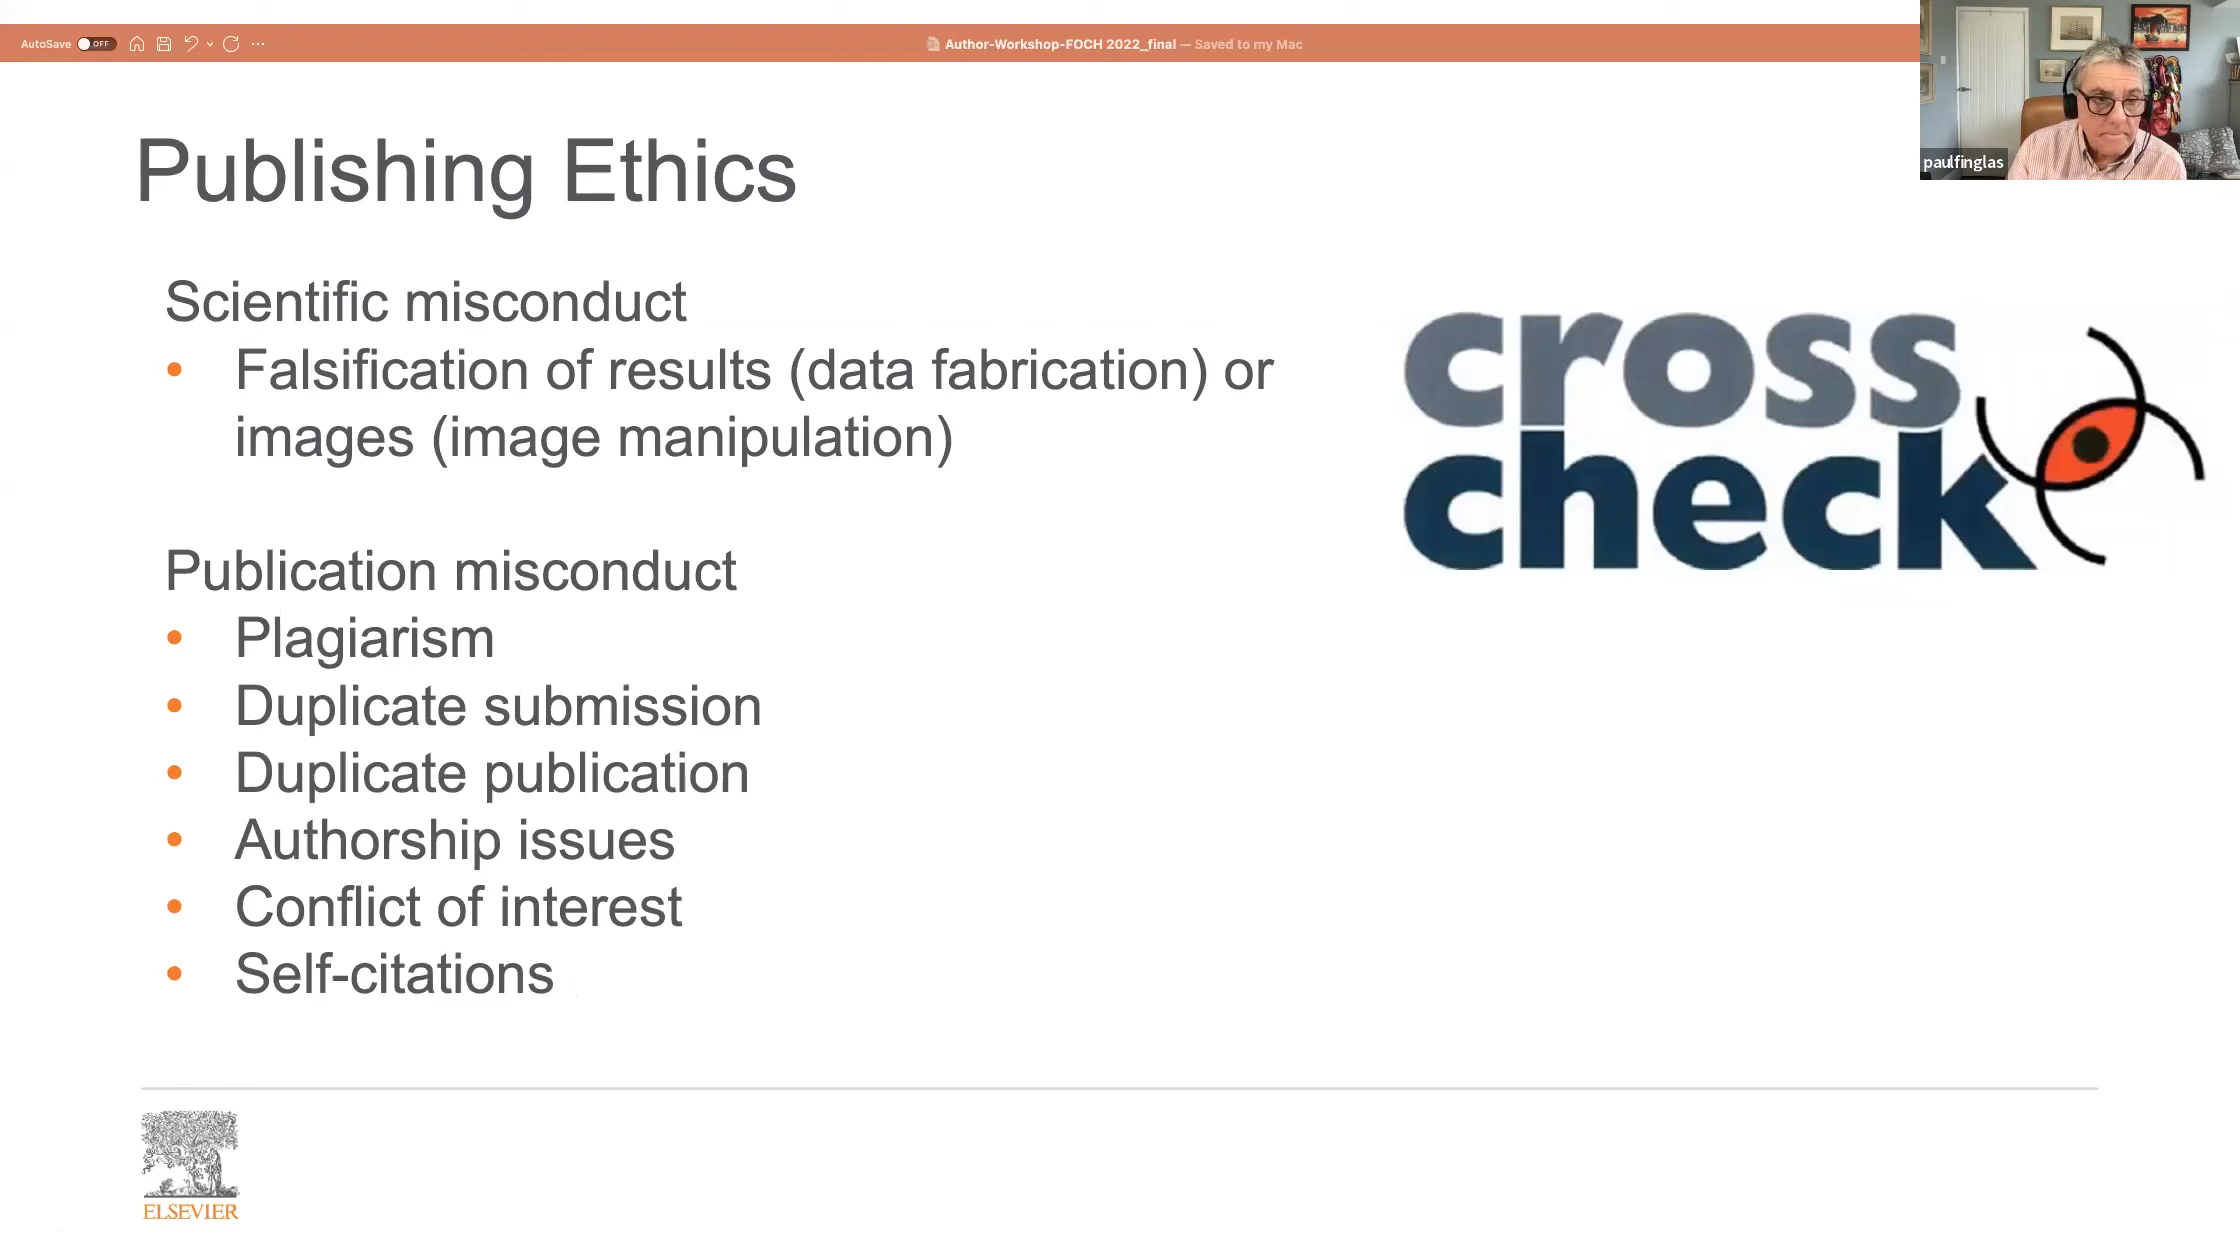 AutoSave OFF
Author-Workshop-FOCH 2022_final — Saved to my Mac
paulfinglas
Publishing Ethics
Scientific misconduct
• Falsification of results (data fabrication) or
images (image manipulation)
cross
check
Publication misconduct
• Plagiarism
• Duplicate submission
• Duplicate publication
• Authorship issues
• Conflict of interest
• Self-citations
ELSEVIER